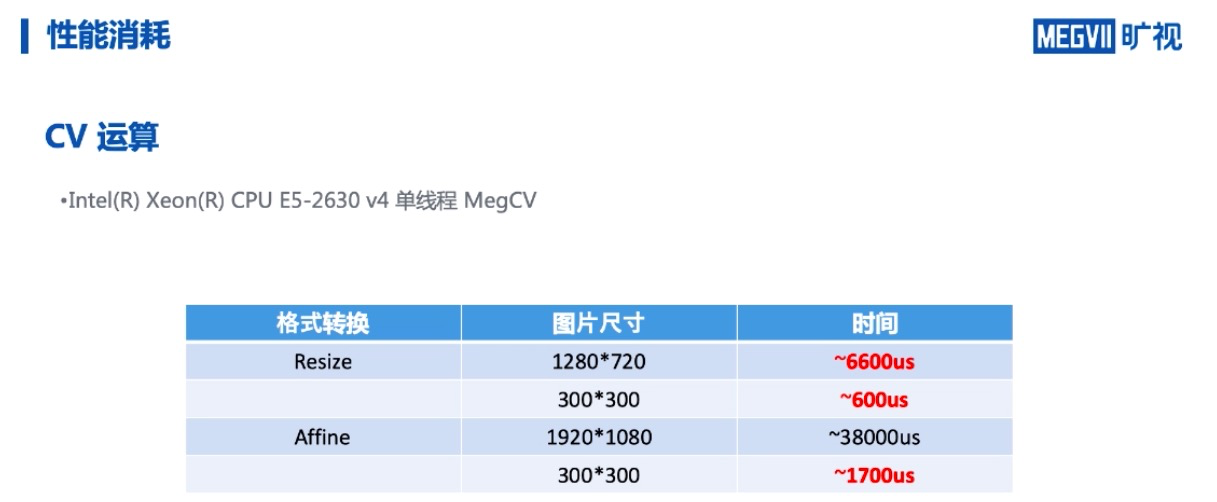 性能消耗
MEGVII 旷视
CV 运算
•Intel(R) Xeon(R) CPU E5-2630 v4 单线程 MegCV
格式转换 图片尺寸 时间
Resize 1280*720 ~6600us
300*300 ~600us
Affine 1920*1080 ~38000us
300*300 ~1700us